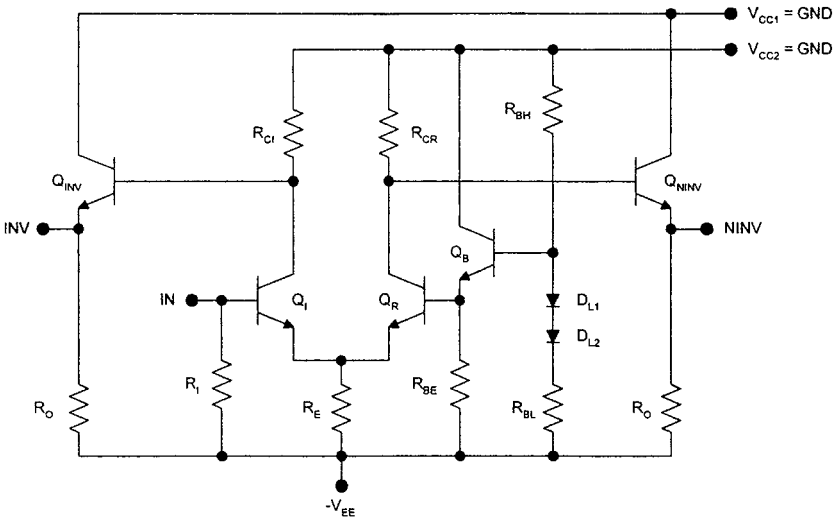 V_CC1 = GND
V_CC2 = GND
R_CI
R_CR
R_BH
Q_INV
Q_NINV
INV
NINV
Q_B
IN
Q_I
Q_R
D_L1
D_L2
R_O
R_I
R_E
R_BE
R_BL
R_O
-V_EE